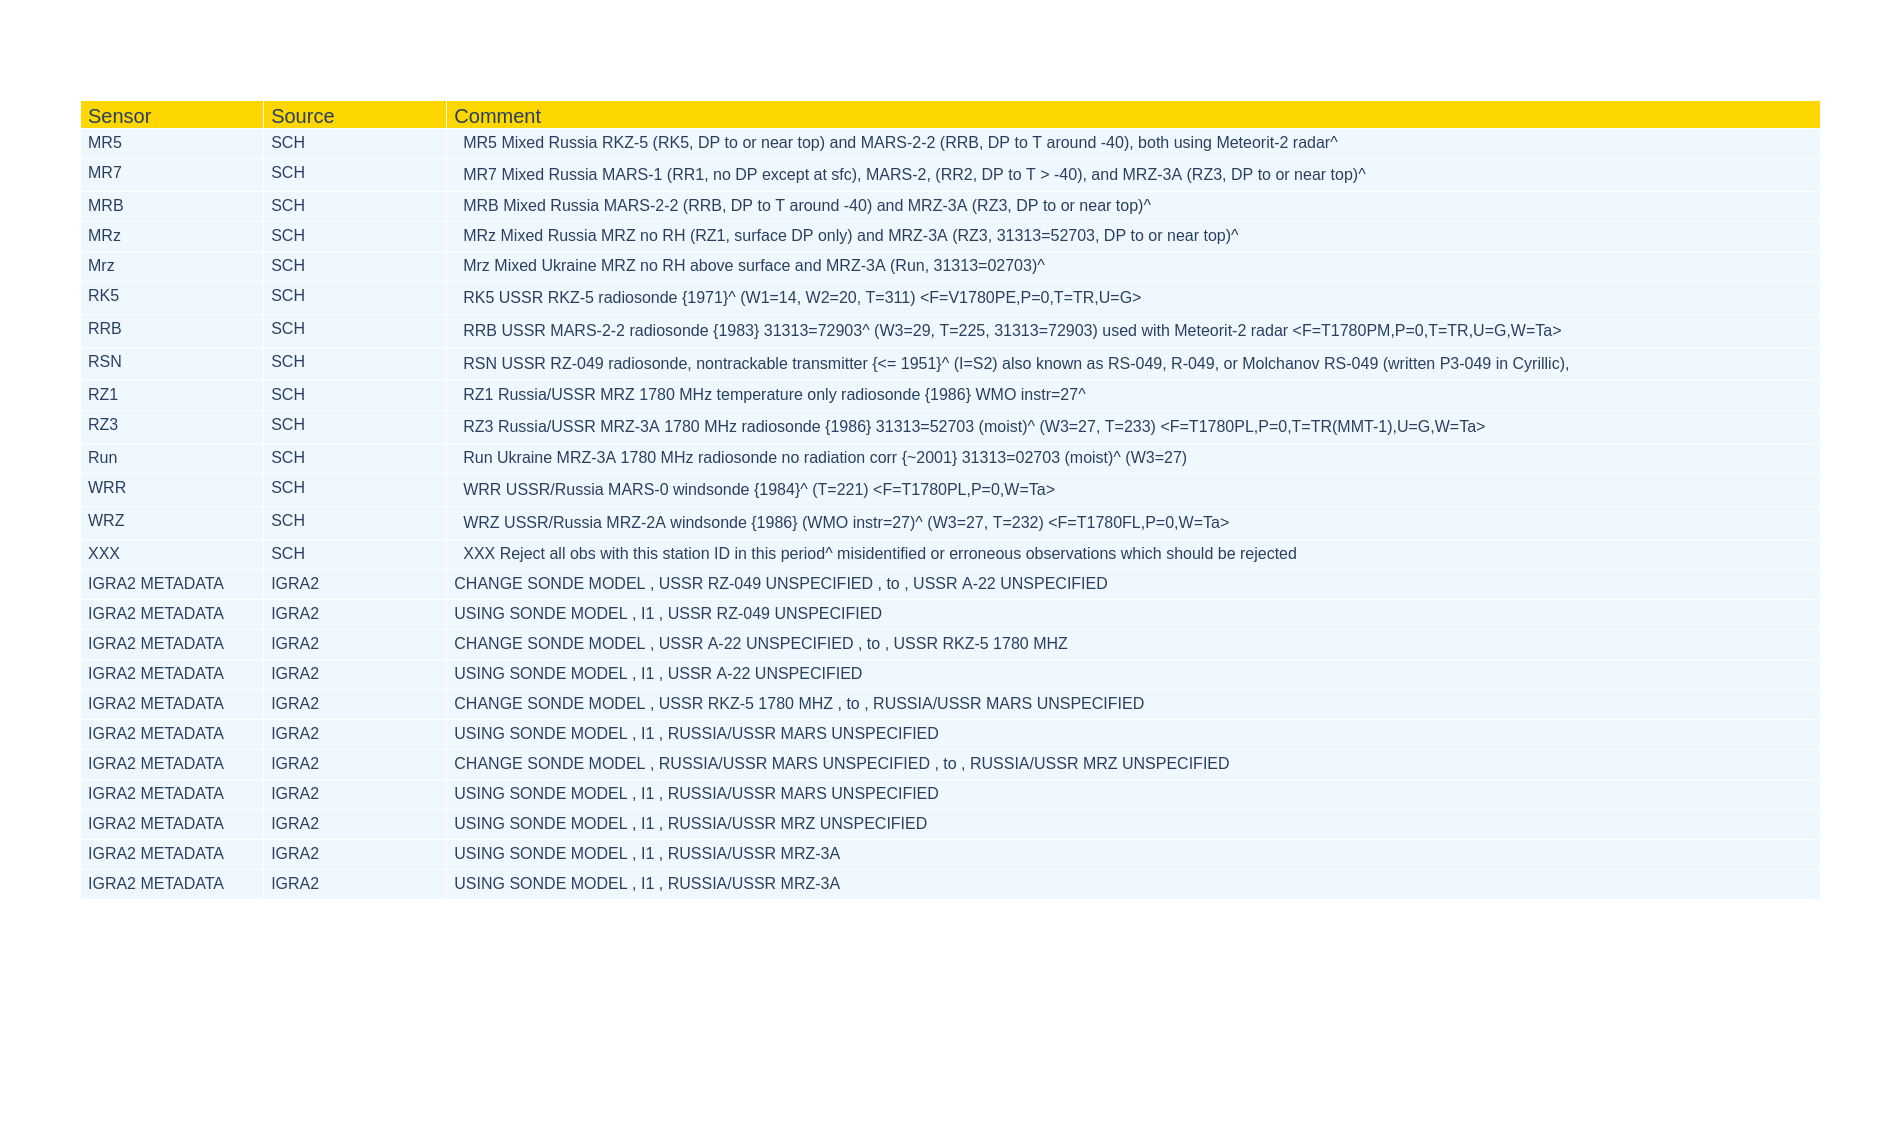 Sensor Source Comment
MR5 SCH MR5 Mixed Russia RKZ-5 (RK5, DP to or near top) and MARS-2-2 (RRB, DP to T around -40), both using Meteorit-2 radar^
MR7 SCH MR7 Mixed Russia MARS-1 (RR1, no DP except at sfc), MARS-2, (RR2, DP to T > -40), and MRZ-3A (RZ3, DP to or near top)^
MRB SCH MRB Mixed Russia MARS-2-2 (RRB, DP to T around -40) and MRZ-3A (RZ3, DP to or near top)^
MRz SCH MRz Mixed Russia MRZ no RH (RZ1, surface DP only) and MRZ-3A (RZ3, 31313=52703, DP to or near top)^
Mrz SCH Mrz Mixed Ukraine MRZ no RH above surface and MRZ-3A (Run, 31313=02703)^
RK5 SCH RK5 USSR RKZ-5 radiosonde {1971}^ (W1=14, W2=20, T=311) <F=V1780PE,P=0,T=TR,U=G>
RRB SCH RRB USSR MARS-2-2 radiosonde {1983} 31313=72903^ (W3=29, T=225, 31313=72903) used with Meteorit-2 radar <F=T1780PM,P=0,T=TR,U=G,W=Ta>
RSN SCH RSN USSR RZ-049 radiosonde, nontrackable transmitter {<= 1951}^ (I=S2) also known as RS-049, R-049, or Molchanov RS-049 (written P3-049 in Cyrillic),
RZ1 SCH RZ1 Russia/USSR MRZ 1780 MHz temperature only radiosonde {1986} WMO instr=27^
RZ3 SCH RZ3 Russia/USSR MRZ-3A 1780 MHz radiosonde {1986} 31313=52703 (moist)^ (W3=27, T=233) <F=T1780PL,P=0,T=TR(MMT-1),U=G,W=Ta>
Run SCH Run Ukraine MRZ-3A 1780 MHz radiosonde no radiation corr {~2001} 31313=02703 (moist)^ (W3=27)
WRR SCH WRR USSR/Russia MARS-0 windsonde {1984}^ (T=221) <F=T1780PL,P=0,W=Ta>
WRZ SCH WRZ USSR/Russia MRZ-2A windsonde {1986} (WMO instr=27)^ (W3=27, T=232) <F=T1780FL,P=0,W=Ta>
XXX SCH XXX Reject all obs with this station ID in this period^ misidentified or erroneous observations which should be rejected
IGRA2 METADATA IGRA2 CHANGE SONDE MODEL , USSR RZ-049 UNSPECIFIED , to , USSR A-22 UNSPECIFIED
IGRA2 METADATA IGRA2 USING SONDE MODEL , I1 , USSR RZ-049 UNSPECIFIED
IGRA2 METADATA IGRA2 CHANGE SONDE MODEL , USSR A-22 UNSPECIFIED , to , USSR RKZ-5 1780 MHZ
IGRA2 METADATA IGRA2 USING SONDE MODEL , I1 , USSR A-22 UNSPECIFIED
IGRA2 METADATA IGRA2 CHANGE SONDE MODEL , USSR RKZ-5 1780 MHZ , to , RUSSIA/USSR MARS UNSPECIFIED
IGRA2 METADATA IGRA2 USING SONDE MODEL , I1 , RUSSIA/USSR MARS UNSPECIFIED
IGRA2 METADATA IGRA2 CHANGE SONDE MODEL , RUSSIA/USSR MARS UNSPECIFIED , to , RUSSIA/USSR MRZ UNSPECIFIED
IGRA2 METADATA IGRA2 USING SONDE MODEL , I1 , RUSSIA/USSR MARS UNSPECIFIED
IGRA2 METADATA IGRA2 USING SONDE MODEL , I1 , RUSSIA/USSR MRZ UNSPECIFIED
IGRA2 METADATA IGRA2 USING SONDE MODEL , I1 , RUSSIA/USSR MRZ-3A
IGRA2 METADATA IGRA2 USING SONDE MODEL , I1 , RUSSIA/USSR MRZ-3A